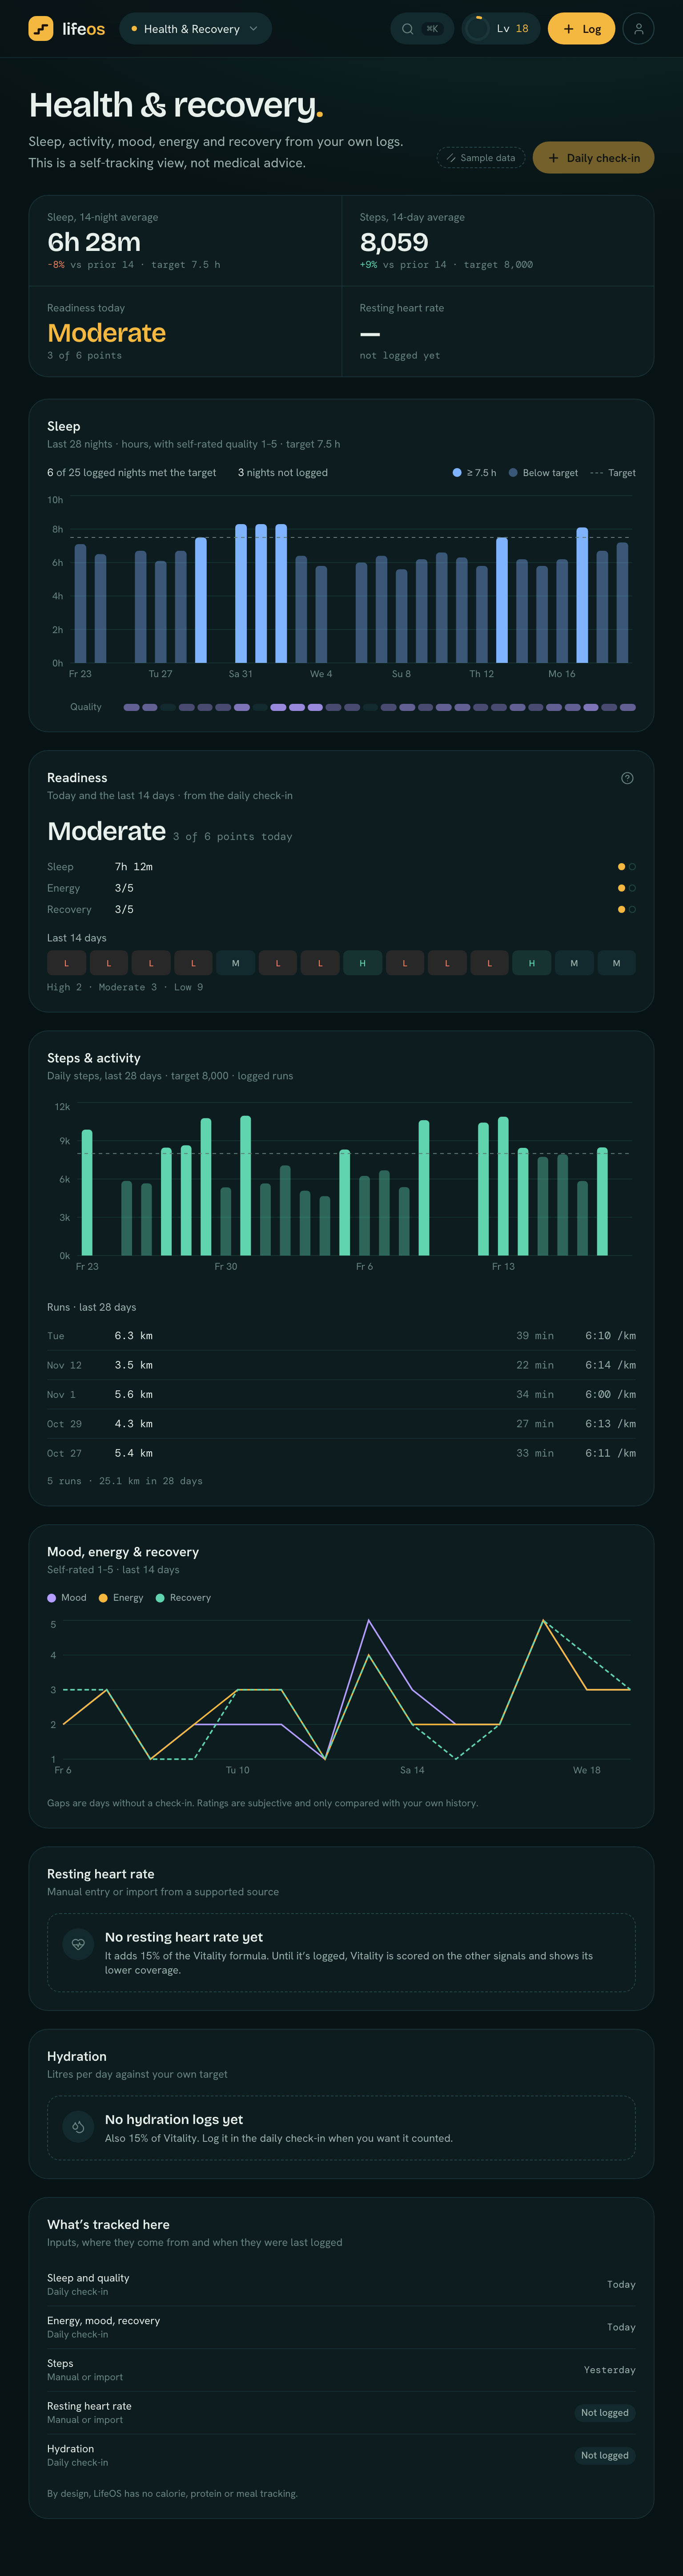 lifeos
Health & Recovery
⌘K
Lv 18
+ Log
Health & recovery.
Sleep, activity, mood, energy and recovery from your own logs.
This is a self-tracking view, not medical advice.
Sample data
+ Daily check-in
Sleep, 14-night average
6h 28m
-8% vs prior 14 · target 7.5 h
Steps, 14-day average
8,059
+9% vs prior 14 · target 8,000
Readiness today
Moderate
3 of 6 points
Resting heart rate
—
not logged yet
Sleep
Last 28 nights · hours, with self-rated quality 1–5 · target 7.5 h
6 of 25 logged nights met the target
3 nights not logged
≥ 7.5 h
Below target
Target
10h
8h
6h
4h
2h
0h
Fr 23
Tu 27
Sa 31
We 4
Su 8
Th 12
Mo 16
Quality
Readiness
Today and the last 14 days · from the daily check-in
Moderate 3 of 6 points today
Sleep 7h 12m
Energy 3/5
Recovery 3/5
Last 14 days
L L L L M L L H L L L H M M
High 2 · Moderate 3 · Low 9
Steps & activity
Daily steps, last 28 days · target 8,000 · logged runs
12k
9k
6k
3k
0k
Fr 23
Fr 30
Fr 6
Fr 13
Runs · last 28 days
Tue 6.3 km 39 min 6:10 /km
Nov 12 3.5 km 22 min 6:14 /km
Nov 1 5.6 km 34 min 6:00 /km
Oct 29 4.3 km 27 min 6:13 /km
Oct 27 5.4 km 33 min 6:11 /km
5 runs · 25.1 km in 28 days
Mood, energy & recovery
Self-rated 1–5 · last 14 days
Mood
Energy
Recovery
5
4
3
2
1
Fr 6
Tu 10
Sa 14
We 18
Gaps are days without a check-in. Ratings are subjective and only compared with your own history.
Resting heart rate
Manual entry or import from a supported source
No resting heart rate yet
It adds 15% of the Vitality formula. Until it's logged, Vitality is scored on the other signals and shows its
lower coverage.
Hydration
Litres per day against your own target
No hydration logs yet
Also 15% of Vitality. Log it in the daily check-in when you want it counted.
What's tracked here
Inputs, where they come from and when they were last logged
Sleep and quality
Daily check-in
Today
Energy, mood, recovery
Daily check-in
Today
Steps
Manual or import
Yesterday
Resting heart rate
Manual or import
Not logged
Hydration
Daily check-in
Not logged
By design, LifeOS has no calorie, protein or meal tracking.